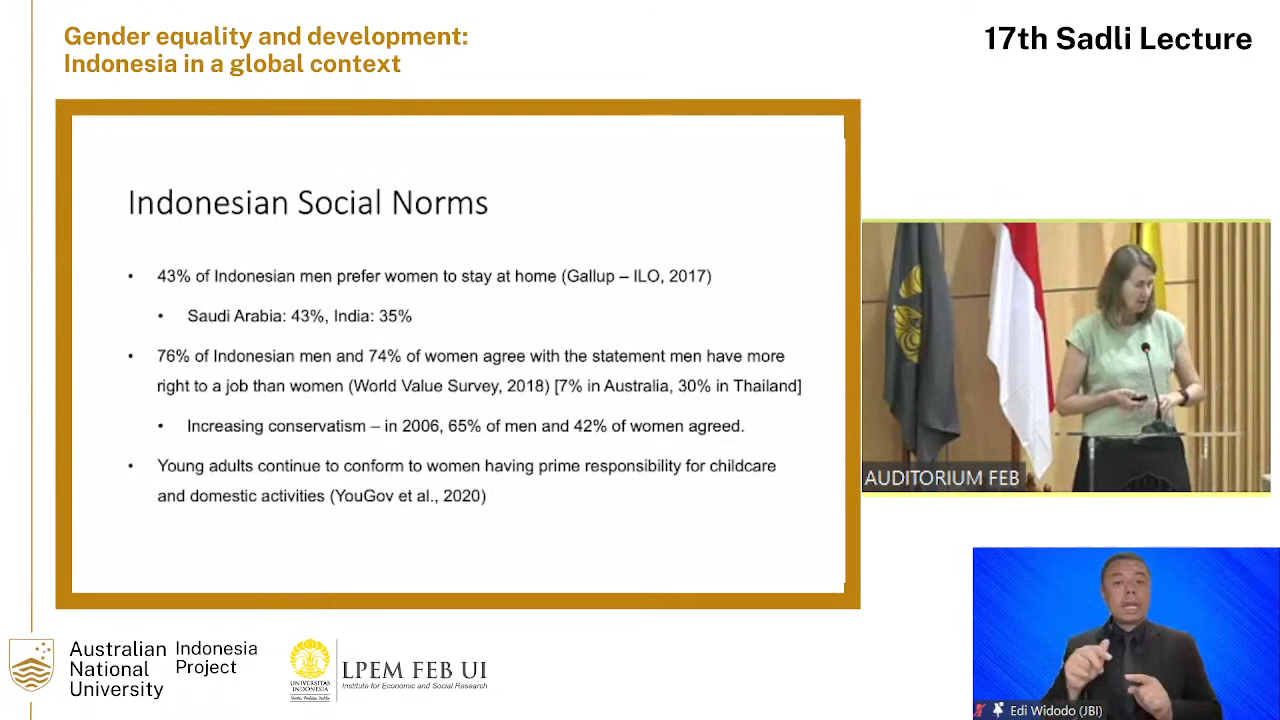 Gender equality and development:
Indonesia in a global context
17th Sadli Lecture
Indonesian Social Norms
• 43% of Indonesian men prefer women to stay at home (Gallup – ILO, 2017)
• Saudi Arabia: 43%, India: 35%
• 76% of Indonesian men and 74% of women agree with the statement men have more
right to a job than women (World Value Survey, 2018) [7% in Australia, 30% in Thailand]
• Increasing conservatism – in 2006, 65% of men and 42% of women agreed.
• Young adults continue to conform to women having prime responsibility for childcare
and domestic activities (YouGov et al., 2020)
AUDITORIUM FEB
Edi Widodo (JBI)
Australian
National
University
Indonesia
Project
UNIVERSITAS
INDONESIA
LPEM FEB UI
Institute for Economic and Social Research